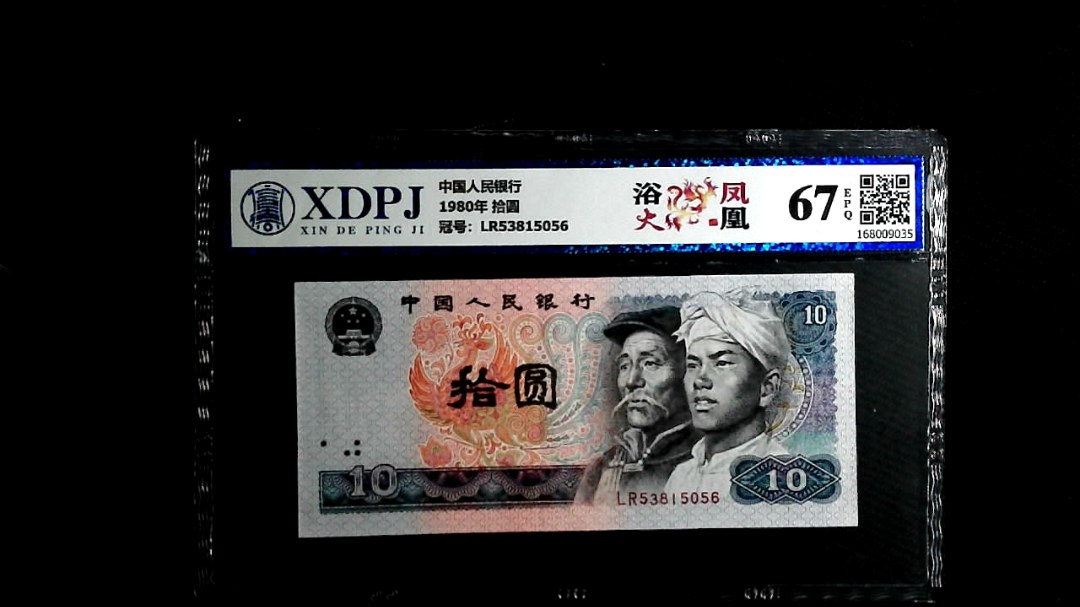 XDPJ
XIN DE PING JI
中国人民银行
1980年 拾圆
冠号: LR53815056
浴火
凤凰
67
EPQ
168009035
中国人民银行
10
拾圆
10
LR53815056
10